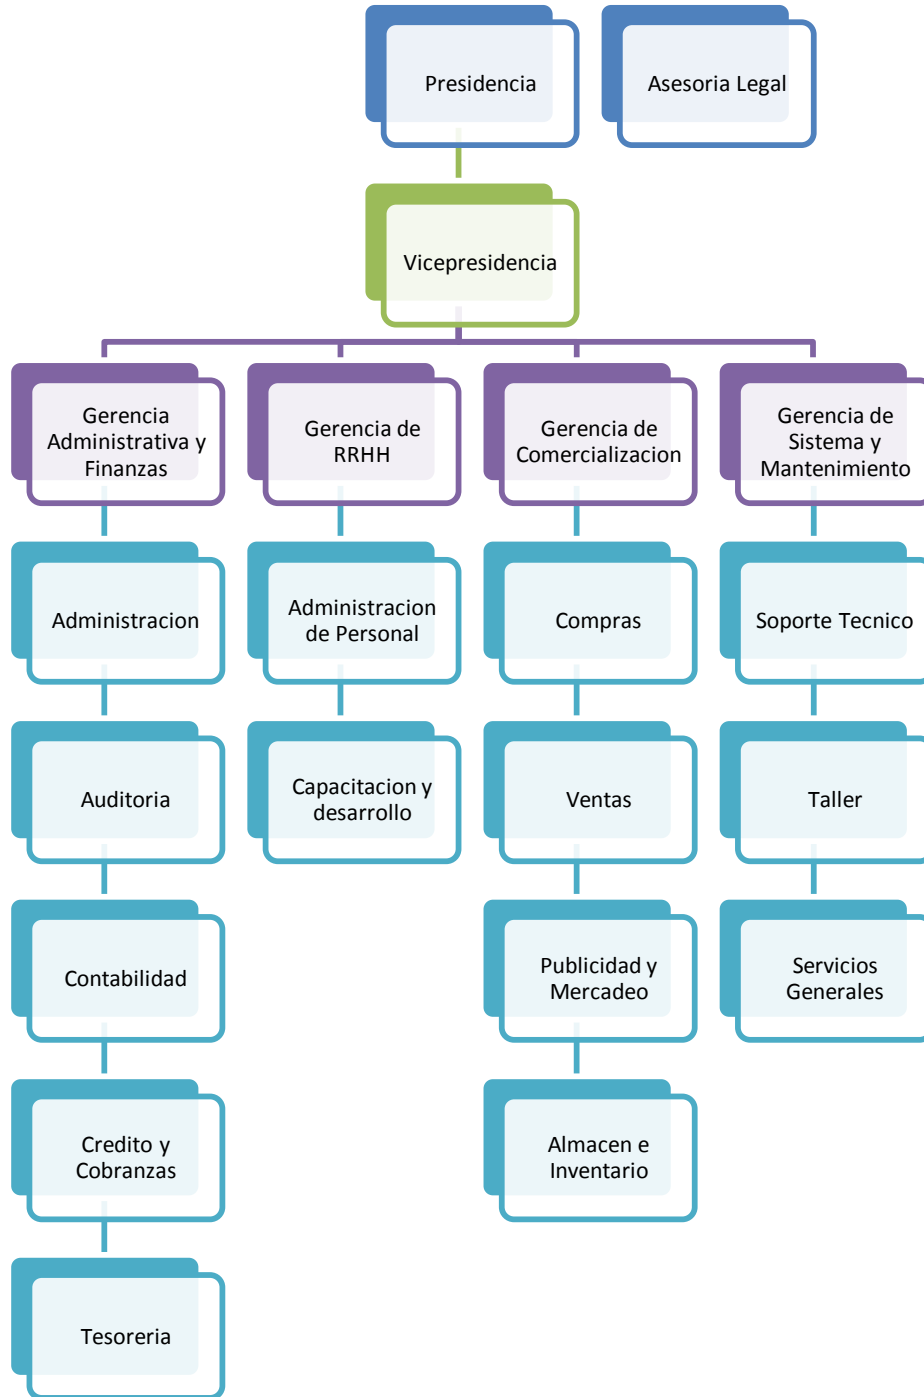 Presidencia
Asesoria Legal
Vicepresidencia
Gerencia
Administrativa y
Finanzas
Gerencia de
RRHH
Gerencia de
Comercializacion
Gerencia de
Sistema y
Mantenimiento
Administracion
Administracion
de Personal
Compras
Soporte Tecnico
Auditoria
Capacitacion y
desarrollo
Ventas
Taller
Contabilidad
Publicidad y
Mercadeo
Servicios
Generales
Credito y
Cobranzas
Almacen e
Inventario
Tesoreria